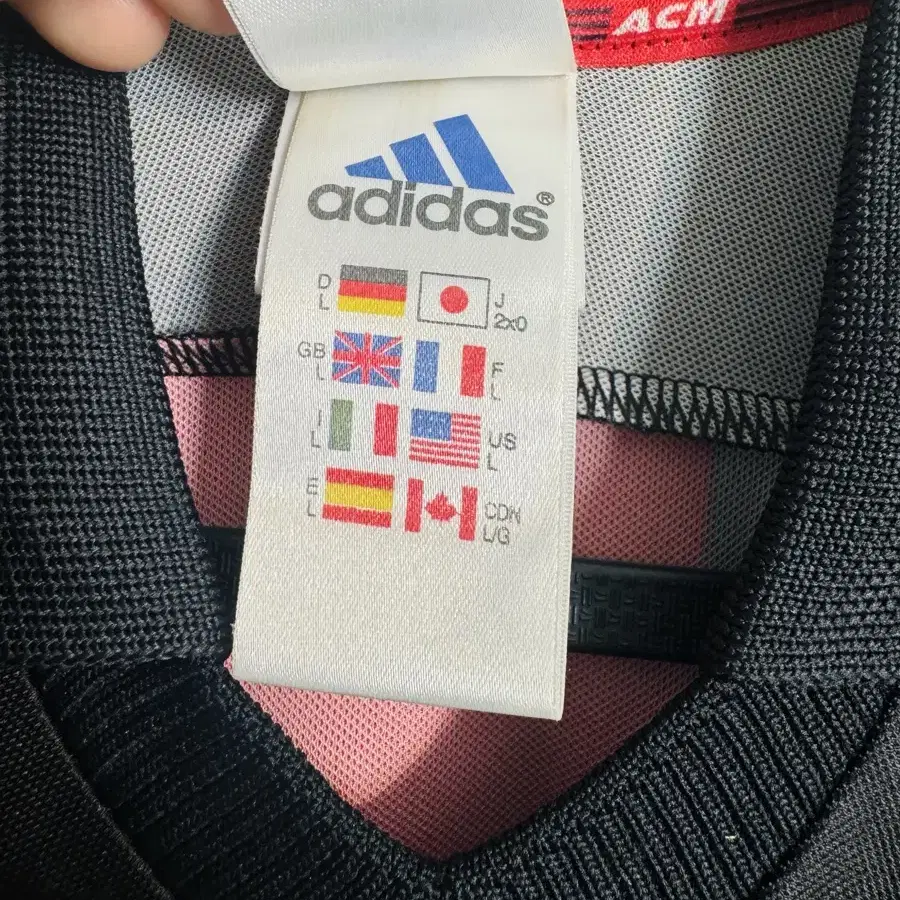 ACM
adidas®
D L
J 2x0
GB L
F L
I L
US L
E L
CDN L/G